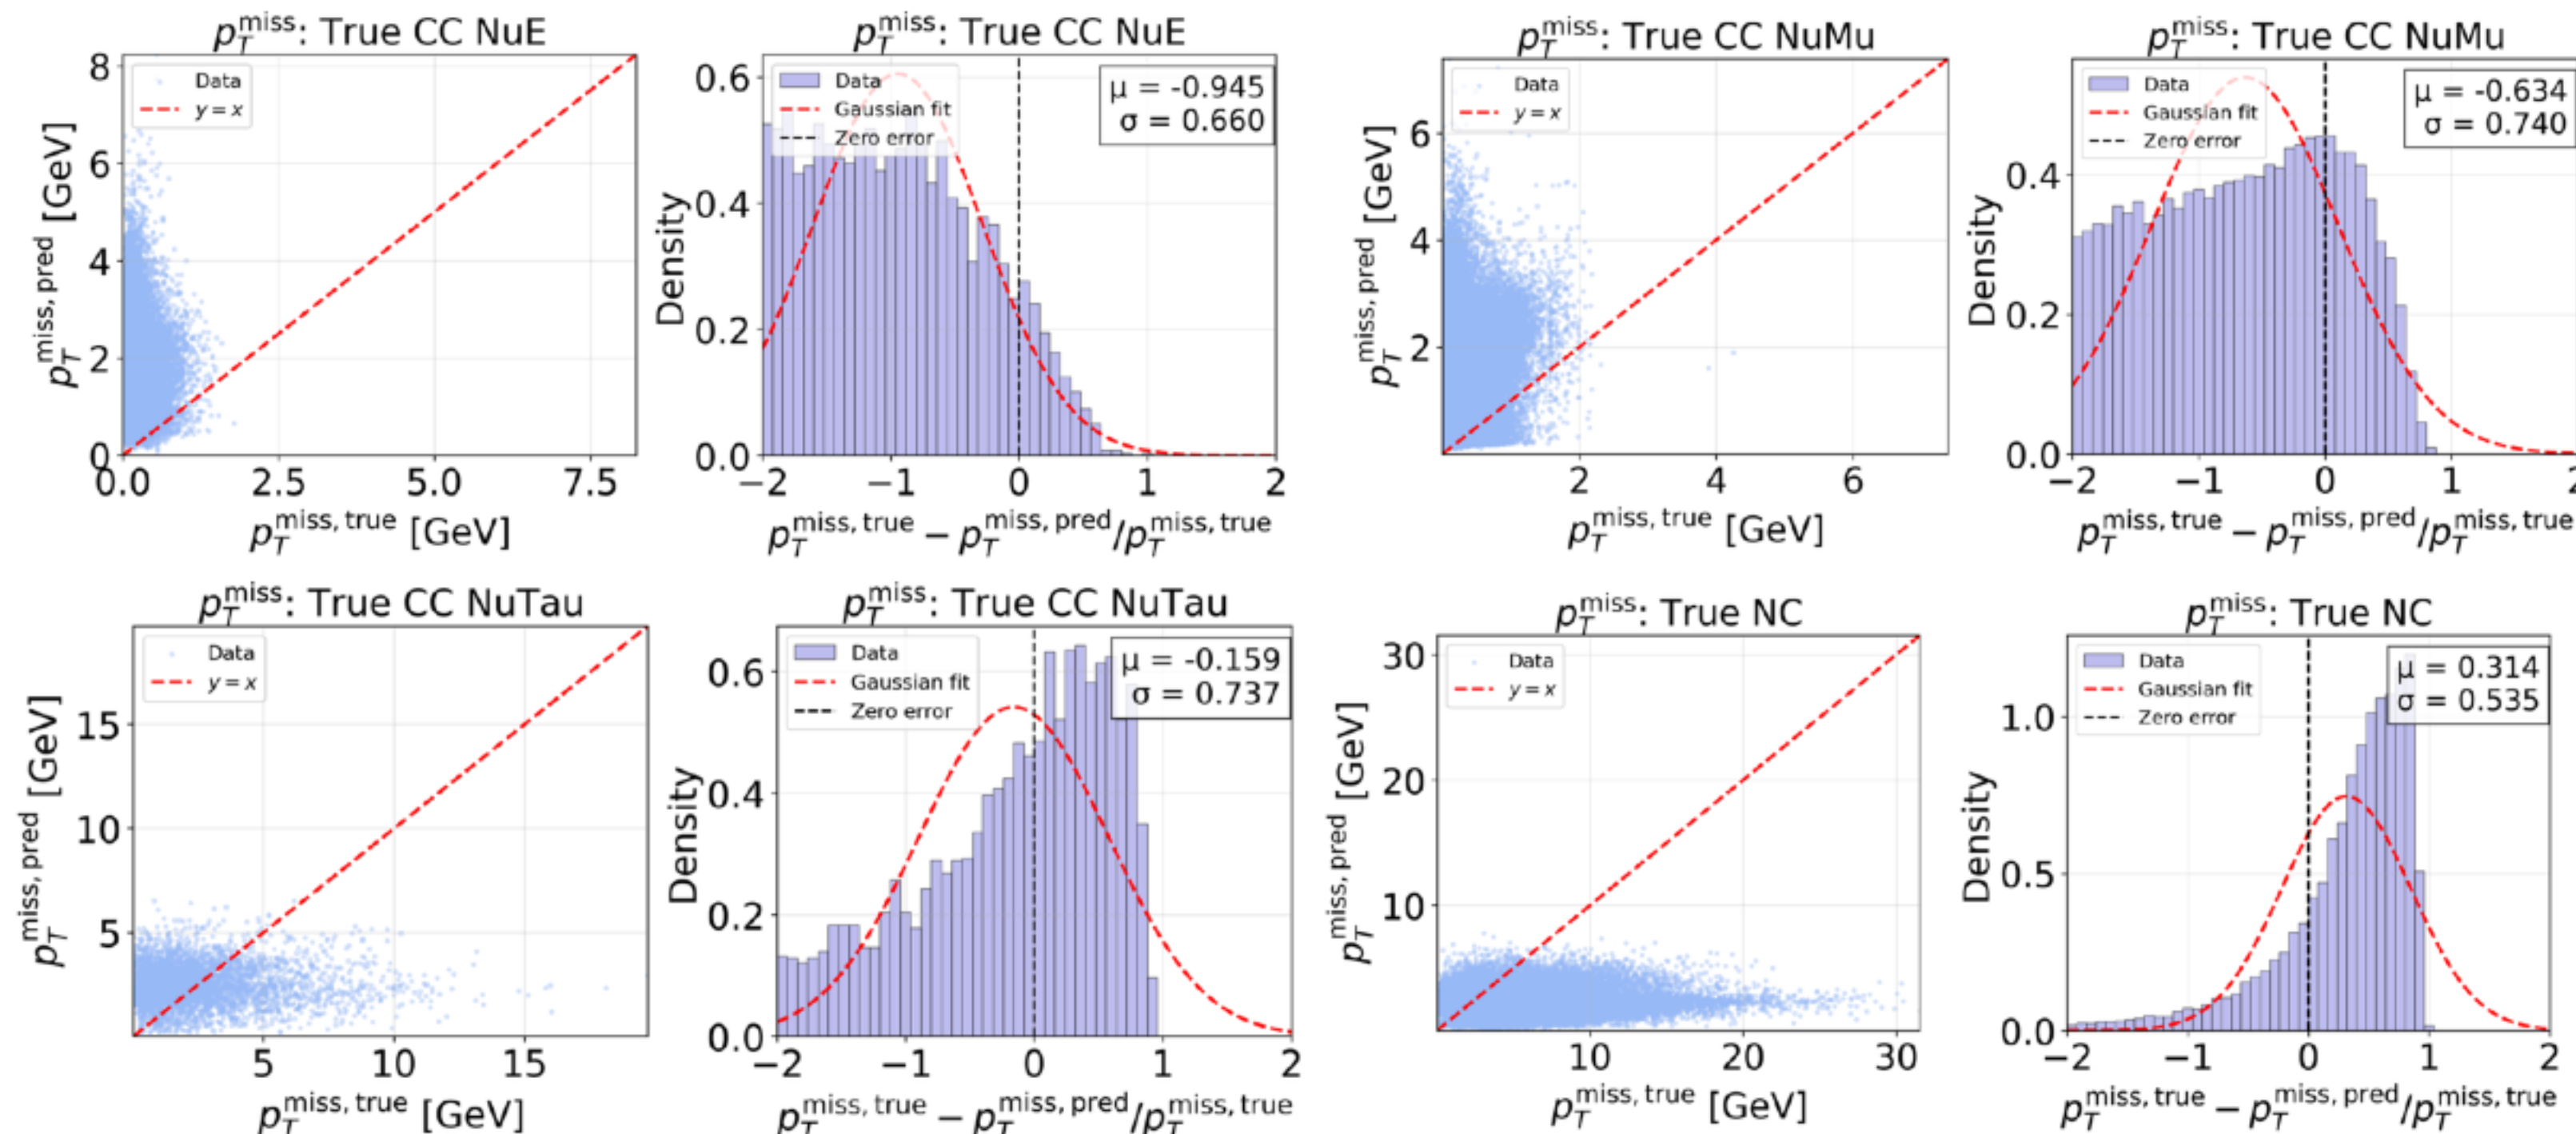 p_T^miss: True CC NuE
8
6
4
2
0
0.0 2.5 5.0 7.5
p_T^miss, pred [GeV]
p_T^miss, true [GeV]
Data
y = x
p_T^miss: True CC NuE
Data
Gaussian fit
Zero error
μ = -0.945
σ = 0.660
Density
0.6
0.4
0.2
0.0
−2 −1 0 1 2
p_T^miss, true − p_T^miss, pred/p_T^miss, true
p_T^miss: True CC NuMu
Data
y = x
6
4
2
2 4 6
p_T^miss, pred [GeV]
p_T^miss, true [GeV]
p_T^miss: True CC NuMu
Data
Gaussian fit
Zero error
μ = -0.634
σ = 0.740
Density
0.4
0.2
0.0
−2 −1 0 1
p_T^miss, true − p_T^miss, pred/p_T^miss, true
p_T^miss: True CC NuTau
Data
y = x
15
10
5
5 10 15
p_T^miss, pred [GeV]
p_T^miss, true [GeV]
p_T^miss: True CC NuTau
Data
Gaussian fit
Zero error
μ = -0.159
σ = 0.737
Density
0.6
0.4
0.2
0.0
−2 −1 0 1 2
p_T^miss, true − p_T^miss, pred/p_T^miss, true
p_T^miss: True NC
Data
y = x
30
20
10
10 20 30
p_T^miss, pred [GeV]
p_T^miss, true [GeV]
p_T^miss: True NC
Data
Gaussian fit
Zero error
μ = 0.314
σ = 0.535
Density
1.0
0.5
0.0
−2 −1 0 1 2
p_T^miss, true − p_T^miss, pred/p_T^miss, true